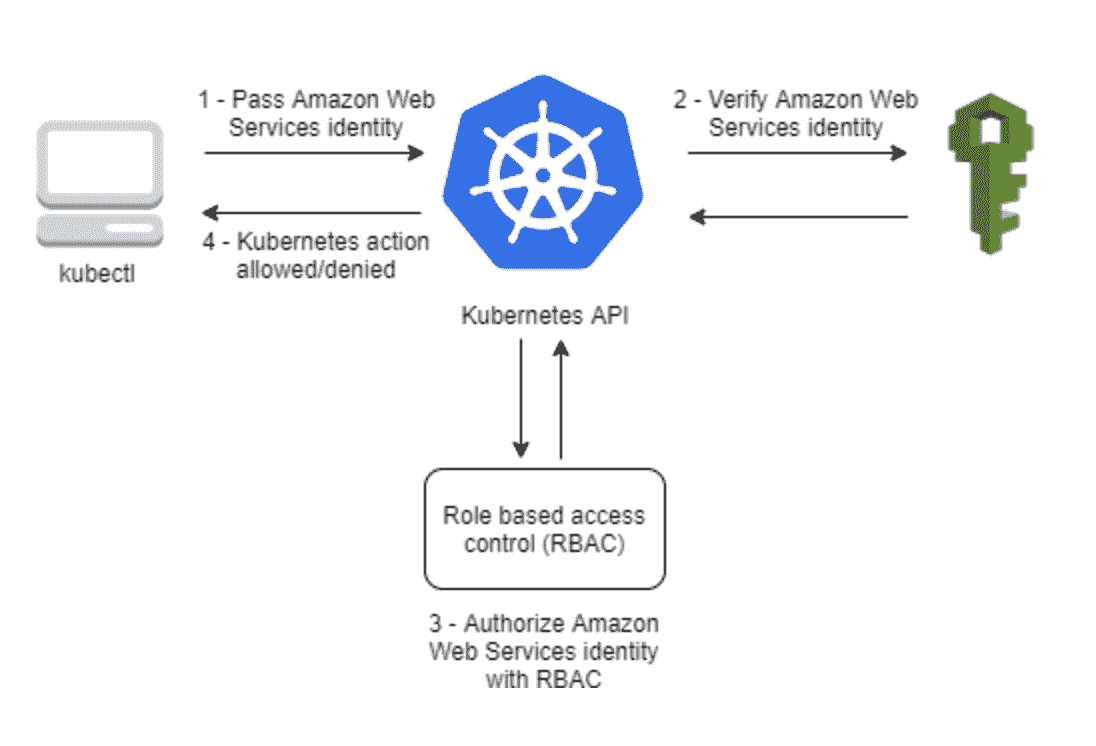 1 - Pass Amazon Web
Services identity
2 - Verify Amazon Web
Services identity
4 - Kubernetes action
allowed/denied
kubectl
Kubernetes API
Role based access
control (RBAC)
3 - Authorize Amazon
Web Services identity
with RBAC